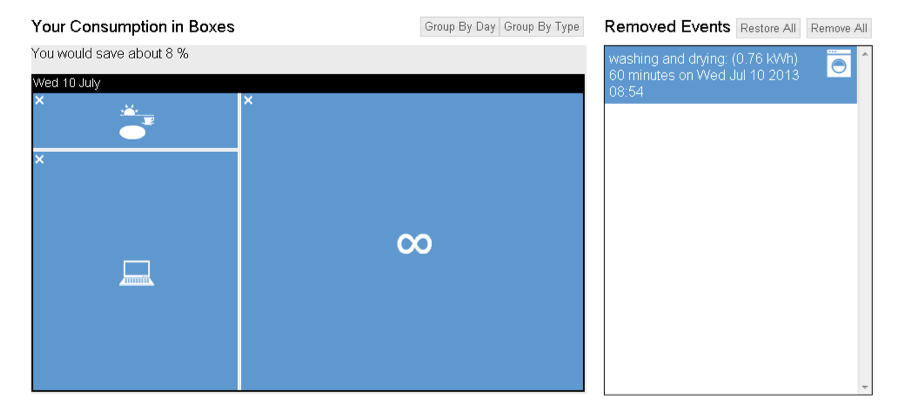 Your Consumption in Boxes
Group By Day
Group By Type
You would save about 8 %
Wed 10 July
Removed Events
Restore All
Remove All
washing and drying: (0.76 kWh)
60 minutes on Wed Jul 10 2013
08:54